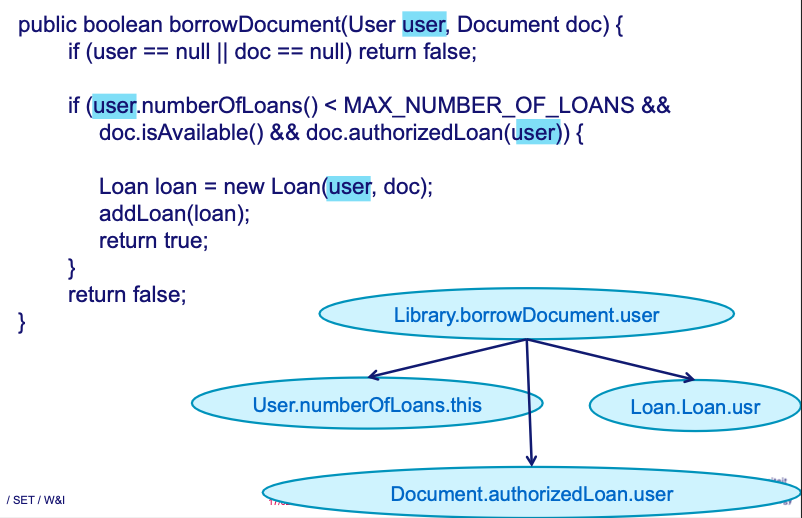 public boolean borrowDocument(User user, Document doc) {
if (user == null || doc == null) return false;
if (user.numberOfLoans() < MAX_NUMBER_OF_LOANS &&
doc.isAvailable() && doc.authorizedLoan(user)) {
Loan loan = new Loan(user, doc);
addLoan(loan);
return true;
}
return false;
}
Library.borrowDocument.user
User.numberOfLoans.this
Loan.Loan.usr
Document.authorizedLoan.user
/ SET / W&I